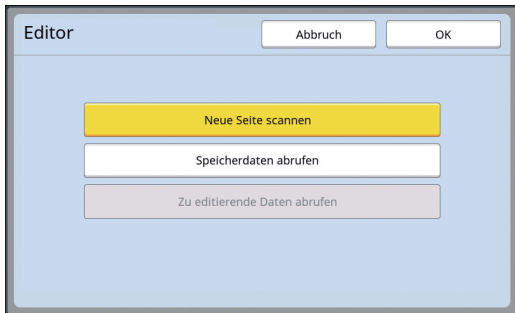 Editor Abbruch OK
Neue Seite scannen
Speicherdaten abrufen
Zu editierende Daten abrufen